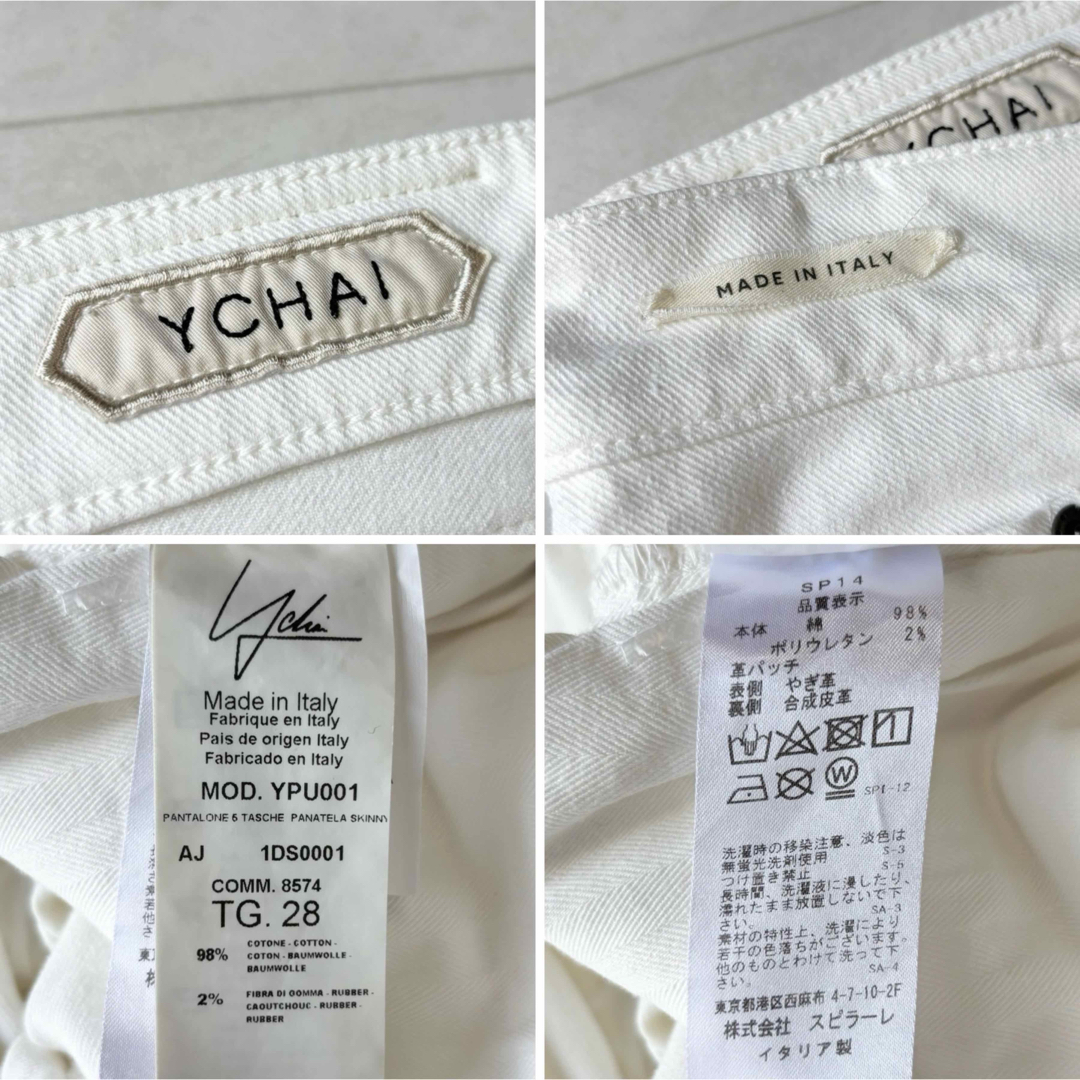 YCHAI
YCHAI
MADE IN ITALY
Ychai
Made in Italy
Fabrique en Italy
Pais de origen Italy
Fabricado en Italy
MOD. YPU001
PANTALONE 5 TASCHE PANATELA SKINNY
AJ 1DS0001
COMM. 8574
TG. 28
98% COTONE - COTTON -
COTON - BAUMWOLLE -
BAUMWOLLE
2% FIBRA DI GOMMA - RUBBER -
CAOUTCHOUC - RUBBER -
RUBBER
SP14
品質表示
本体 綿 98%
ポリウレタン 2%
革パッチ
表側 やぎ革
裏側 合成皮革
1
W
SP1-12
洗濯時の移染注意、淡色は
無蛍光洗剤使用 S-3
つけ置き禁止 S-5
長時間、洗濯液に浸したり、
濡れたまま放置しないで下
さい。 SA-3
素材の特性上、洗濯により
若干の色落ちがございます。
他のものとわけて洗って下
さい。 SA-4
東京都港区西麻布 4-7-10-2F
株式会社 スピラーレ
イタリア製